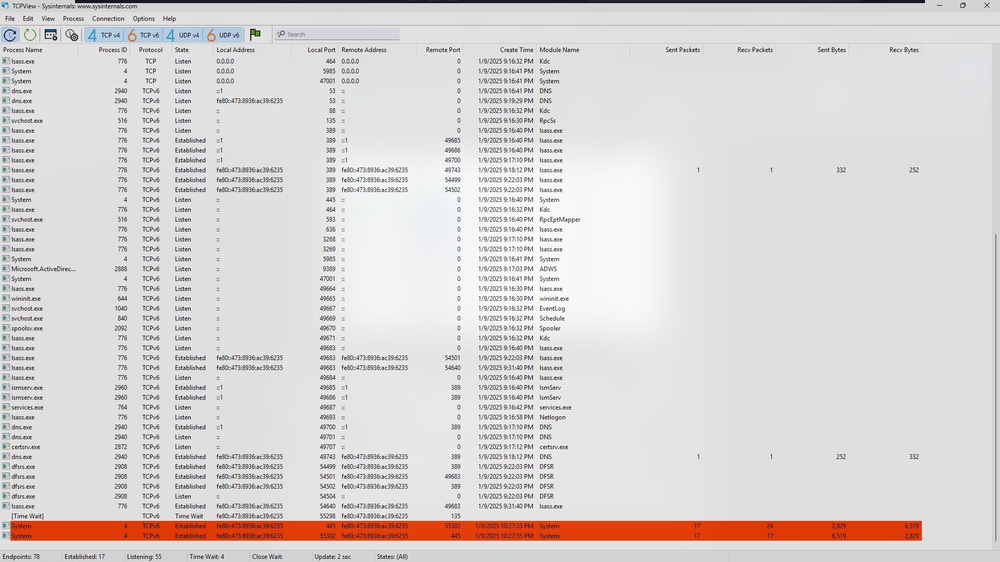 TCPView - Sysinternals: www.sysinternals.com
File Edit View Process Connection Options Help
4 TCP v4 6 TCP v6 4 UDP v4 6 UDP v6 Search
Process Name Process ID Protocol State Local Address Local Port Remote Address Remote Port Create Time Module Name Sent Packets Recv Packets Sent Bytes Recv Bytes
lsass.exe 776 TCP Listen 0.0.0.0 464 0.0.0.0 0 1/9/2025 9:16:32 PM Kdc
System 4 TCP Listen 0.0.0.0 5985 0.0.0.0 0 1/9/2025 9:16:41 PM System
System 4 TCP Listen 0.0.0.0 47001 0.0.0.0 0 1/9/2025 9:16:41 PM System
dns.exe 2940 TCPv6 Listen ::1 53 :: 0 1/9/2025 9:16:41 PM DNS
dns.exe 2940 TCPv6 Listen fe80::473:8936:ac39:6235 53 :: 0 1/9/2025 9:19:29 PM DNS
lsass.exe 776 TCPv6 Listen :: 88 :: 0 1/9/2025 9:16:32 PM Kdc
svchost.exe 516 TCPv6 Listen :: 135 :: 0 1/9/2025 9:16:30 PM RpcSs
lsass.exe 776 TCPv6 Listen :: 389 :: 0 1/9/2025 9:16:40 PM lsass.exe
lsass.exe 776 TCPv6 Established ::1 389 ::1 49685 1/9/2025 9:16:40 PM lsass.exe
lsass.exe 776 TCPv6 Established ::1 389 ::1 49686 1/9/2025 9:16:40 PM lsass.exe
lsass.exe 776 TCPv6 Established ::1 389 ::1 49700 1/9/2025 9:17:10 PM lsass.exe
lsass.exe 776 TCPv6 Established fe80::473:8936:ac39:6235 389 fe80::473:8936:ac39:6235 49743 1/9/2025 9:18:12 PM lsass.exe 1 1 332 252
lsass.exe 776 TCPv6 Established fe80::473:8936:ac39:6235 389 fe80::473:8936:ac39:6235 54499 1/9/2025 9:22:03 PM lsass.exe
lsass.exe 776 TCPv6 Established fe80::473:8936:ac39:6235 389 fe80::473:8936:ac39:6235 54502 1/9/2025 9:22:03 PM lsass.exe
System 4 TCPv6 Listen :: 445 :: 0 1/9/2025 9:16:40 PM System
lsass.exe 776 TCPv6 Listen :: 464 :: 0 1/9/2025 9:16:32 PM Kdc
svchost.exe 516 TCPv6 Listen :: 593 :: 0 1/9/2025 9:16:40 PM RpcEptMapper
lsass.exe 776 TCPv6 Listen :: 636 :: 0 1/9/2025 9:16:40 PM lsass.exe
lsass.exe 776 TCPv6 Listen :: 3268 :: 0 1/9/2025 9:17:10 PM lsass.exe
lsass.exe 776 TCPv6 Listen :: 3269 :: 0 1/9/2025 9:17:10 PM lsass.exe
System 4 TCPv6 Listen :: 5985 :: 0 1/9/2025 9:16:41 PM System
Microsoft.ActiveDirec... 2888 TCPv6 Listen :: 9389 :: 0 1/9/2025 9:17:03 PM ADWS
System 4 TCPv6 Listen :: 47001 :: 0 1/9/2025 9:16:41 PM System
lsass.exe 776 TCPv6 Listen :: 49664 :: 0 1/9/2025 9:16:30 PM lsass.exe
wininit.exe 644 TCPv6 Listen :: 49665 :: 0 1/9/2025 9:16:30 PM wininit.exe
svchost.exe 1040 TCPv6 Listen :: 49667 :: 0 1/9/2025 9:16:32 PM EventLog
svchost.exe 840 TCPv6 Listen :: 49669 :: 0 1/9/2025 9:16:32 PM Schedule
spoolsv.exe 2092 TCPv6 Listen :: 49670 :: 0 1/9/2025 9:16:32 PM Spooler
lsass.exe 776 TCPv6 Listen :: 49671 :: 0 1/9/2025 9:16:32 PM Kdc
lsass.exe 776 TCPv6 Listen :: 49683 :: 0 1/9/2025 9:16:40 PM lsass.exe
lsass.exe 776 TCPv6 Established fe80::473:8936:ac39:6235 49683 fe80::473:8936:ac39:6235 54501 1/9/2025 9:22:03 PM lsass.exe
lsass.exe 776 TCPv6 Established fe80::473:8936:ac39:6235 49683 fe80::473:8936:ac39:6235 54640 1/9/2025 9:31:40 PM lsass.exe
lsass.exe 776 TCPv6 Listen :: 49684 :: 0 1/9/2025 9:16:40 PM lsass.exe
ismserv.exe 2960 TCPv6 Established ::1 49685 ::1 389 1/9/2025 9:16:40 PM IsmServ
ismserv.exe 2960 TCPv6 Established ::1 49686 ::1 389 1/9/2025 9:16:40 PM IsmServ
services.exe 764 TCPv6 Listen :: 49687 :: 0 1/9/2025 9:16:42 PM services.exe
lsass.exe 776 TCPv6 Listen :: 49693 :: 0 1/9/2025 9:16:58 PM Netlogon
dns.exe 2940 TCPv6 Established ::1 49700 ::1 389 1/9/2025 9:17:10 PM DNS
dns.exe 2940 TCPv6 Listen :: 49701 :: 0 1/9/2025 9:17:10 PM DNS
certsrv.exe 2872 TCPv6 Listen :: 49707 :: 0 1/9/2025 9:17:12 PM certsrv.exe
dns.exe 2940 TCPv6 Established fe80::473:8936:ac39:6235 49743 fe80::473:8936:ac39:6235 389 1/9/2025 9:18:12 PM DNS 1 1 252 332
dfsrs.exe 2908 TCPv6 Established fe80::473:8936:ac39:6235 54499 fe80::473:8936:ac39:6235 389 1/9/2025 9:22:03 PM DFSR
dfsrs.exe 2908 TCPv6 Established fe80::473:8936:ac39:6235 54501 fe80::473:8936:ac39:6235 49683 1/9/2025 9:22:03 PM DFSR
dfsrs.exe 2908 TCPv6 Established fe80::473:8936:ac39:6235 54502 fe80::473:8936:ac39:6235 389 1/9/2025 9:22:03 PM DFSR
dfsrs.exe 2908 TCPv6 Listen :: 54504 :: 0 1/9/2025 9:22:03 PM DFSR
lsass.exe 776 TCPv6 Established fe80::473:8936:ac39:6235 54640 fe80::473:8936:ac39:6235 49683 1/9/2025 9:31:40 PM lsass.exe
[Time Wait] TCPv6 Time Wait fe80::473:8936:ac39:6235 55298 fe80::473:8936:ac39:6235 135
System 4 TCPv6 Established fe80::473:8936:ac39:6235 445 fe80::473:8936:ac39:6235 55302 1/9/2025 10:27:35 PM System 17 24 2,829 6,519
System 4 TCPv6 Established fe80::473:8936:ac39:6235 55302 fe80::473:8936:ac39:6235 445 1/9/2025 10:27:35 PM System 17 17 6,519 2,829
Endpoints: 78 Established: 17 Listening: 55 Time Wait: 4 Close Wait: Update: 2 sec States: (All)